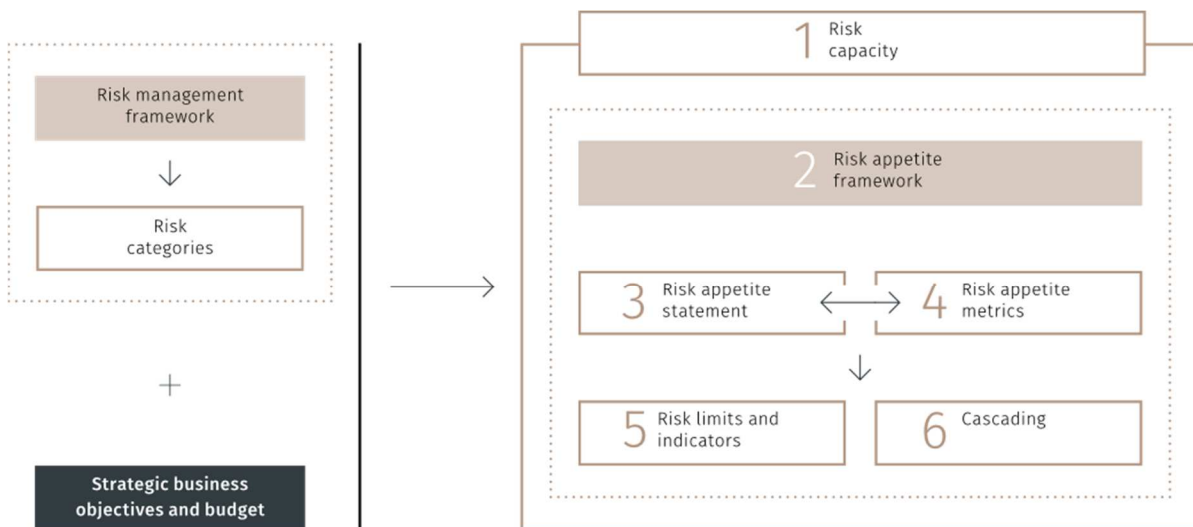 Risk management
framework
Risk
categories
+
Strategic business
objectives and budget
1 Risk
capacity
2 Risk appetite
framework
3 Risk appetite
statement
4 Risk appetite
metrics
5 Risk limits and
indicators
6 Cascading